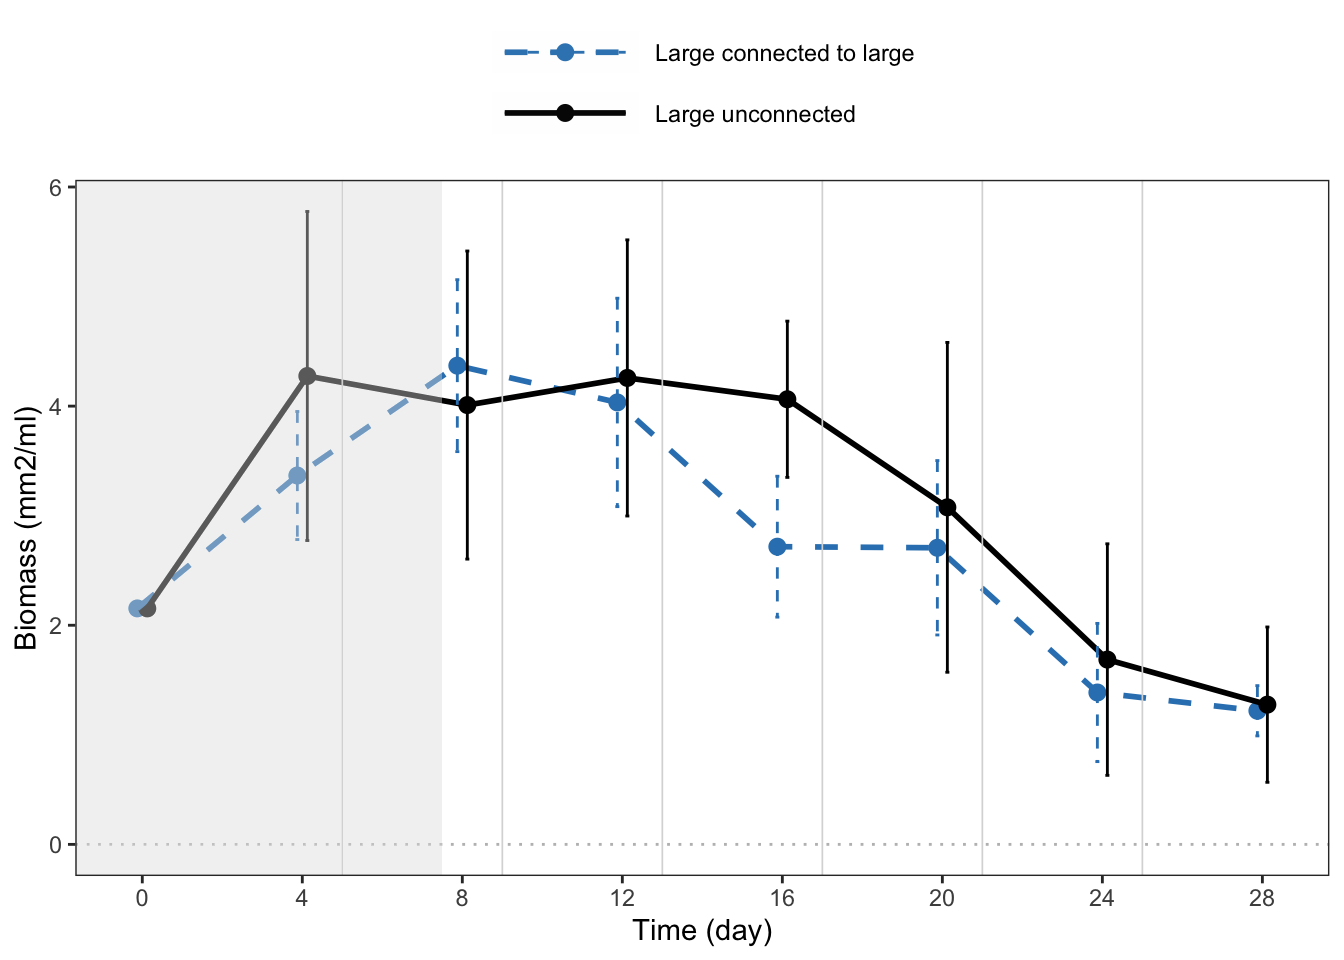 Large connected to large
Large unconnected
6
4
2
0
Biomass (mm2/ml)
0 4 8 12 16 20 24 28
Time (day)